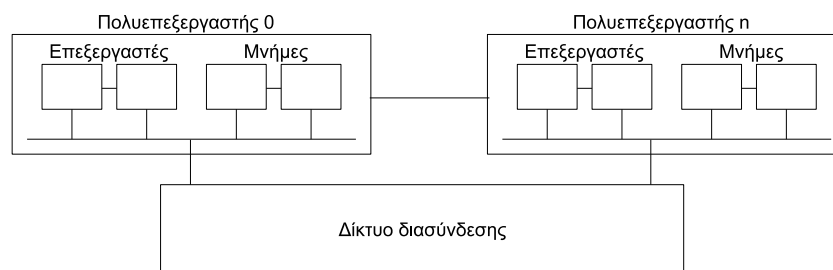 Πολυεπεξεργαστής 0
Πολυεπεξεργαστής n
Επεξεργαστές
Μνήμες
Επεξεργαστές
Μνήμες
Δίκτυο διασύνδεσης